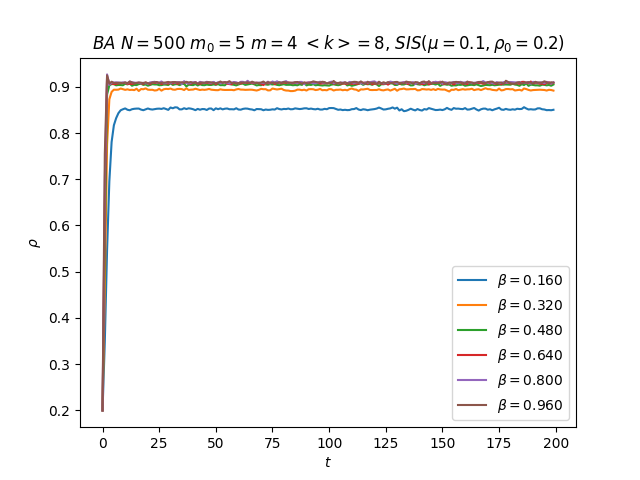 BA N = 500 m₀ = 5 m = 4 < k >= 8, SIS(μ = 0.1, ρ₀ = 0.2)
0.9
0.8
0.7
0.6
0.5
0.4
0.3
0.2
ρ
0 25 50 75 100 125 150 175 200
t
β = 0.160
β = 0.320
β = 0.480
β = 0.640
β = 0.800
β = 0.960